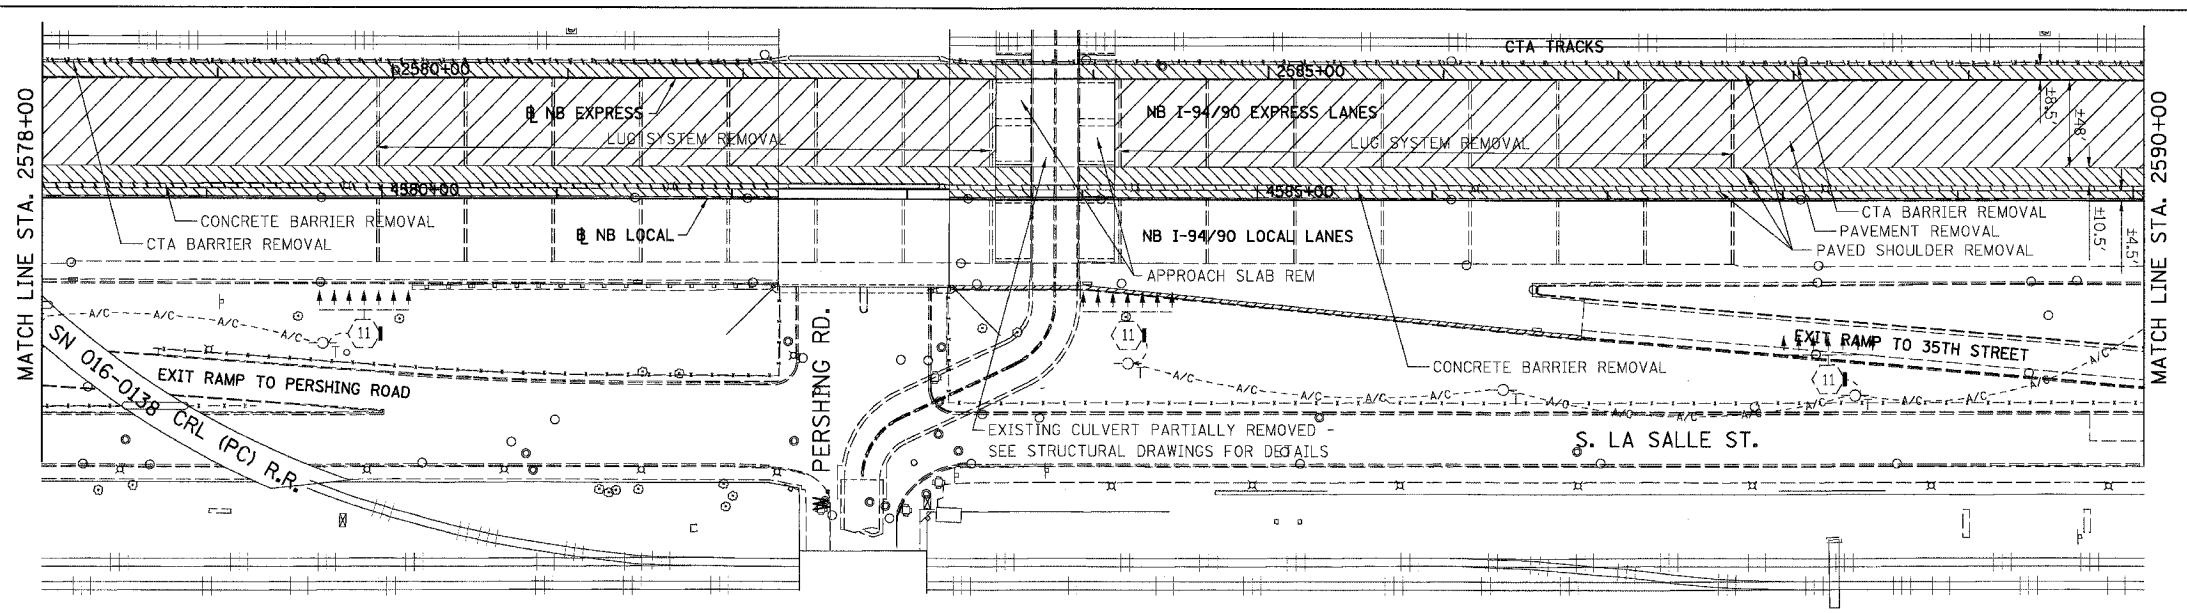 CTA TRACKS
2580+00
2585+00
℄ NB EXPRESS
NB I-94/90 EXPRESS LANES
LUG SYSTEM REMOVAL
LUG SYSTEM REMOVAL
±8.5'
±48'
MATCH LINE STA. 2578+00
MATCH LINE STA. 2590+00
4580+00
4585+00
CONCRETE BARRIER REMOVAL
CTA BARRIER REMOVAL
℄ NB LOCAL
NB I-94/90 LOCAL LANES
CTA BARRIER REMOVAL
PAVEMENT REMOVAL
PAVED SHOULDER REMOVAL
±10.5'
±4.5'
APPROACH SLAB REM
A/C A/C A/C A/C
11
11
11
SN 016-0138 CRL (PC) R.R.
EXIT RAMP TO PERSHING ROAD
W. PERSHING RD.
EXIT RAMP TO 35TH STREET
CONCRETE BARRIER REMOVAL
A/C A/C A/C A/C A/C A/C A/C A/C A/C A/C
EXISTING CULVERT PARTIALLY REMOVED -
SEE STRUCTURAL DRAWINGS FOR DETAILS
S. LA SALLE ST.